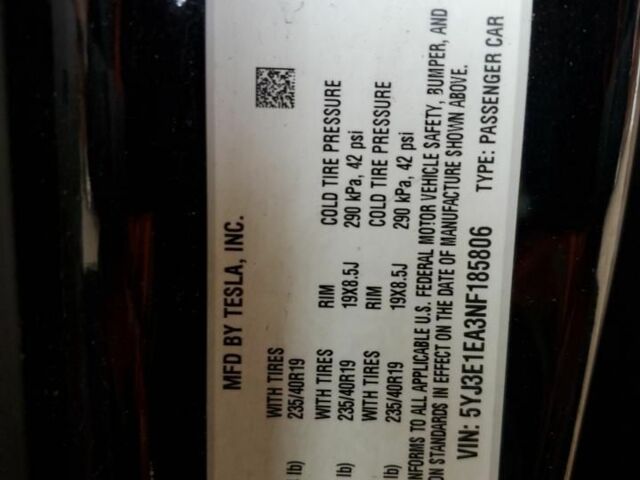 MFD BY TESLA, INC.
WITH TIRES RIM COLD TIRE PRESSURE
235/40R19 19X8.5J 290 kPa, 42 psi
lb) WITH TIRES RIM COLD TIRE PRESSURE
235/40R19 19X8.5J 290 kPa, 42 psi
lb) WITH TIRES
lb) 235/40R19
NFORMS TO ALL APPLICABLE U.S. FEDERAL MOTOR VEHICLE SAFETY, BUMPER, AND
ON STANDARDS IN EFFECT ON THE DATE OF MANUFACTURE SHOWN ABOVE.
VIN: 5YJ3E1EA3NF185806 TYPE: PASSENGER CAR